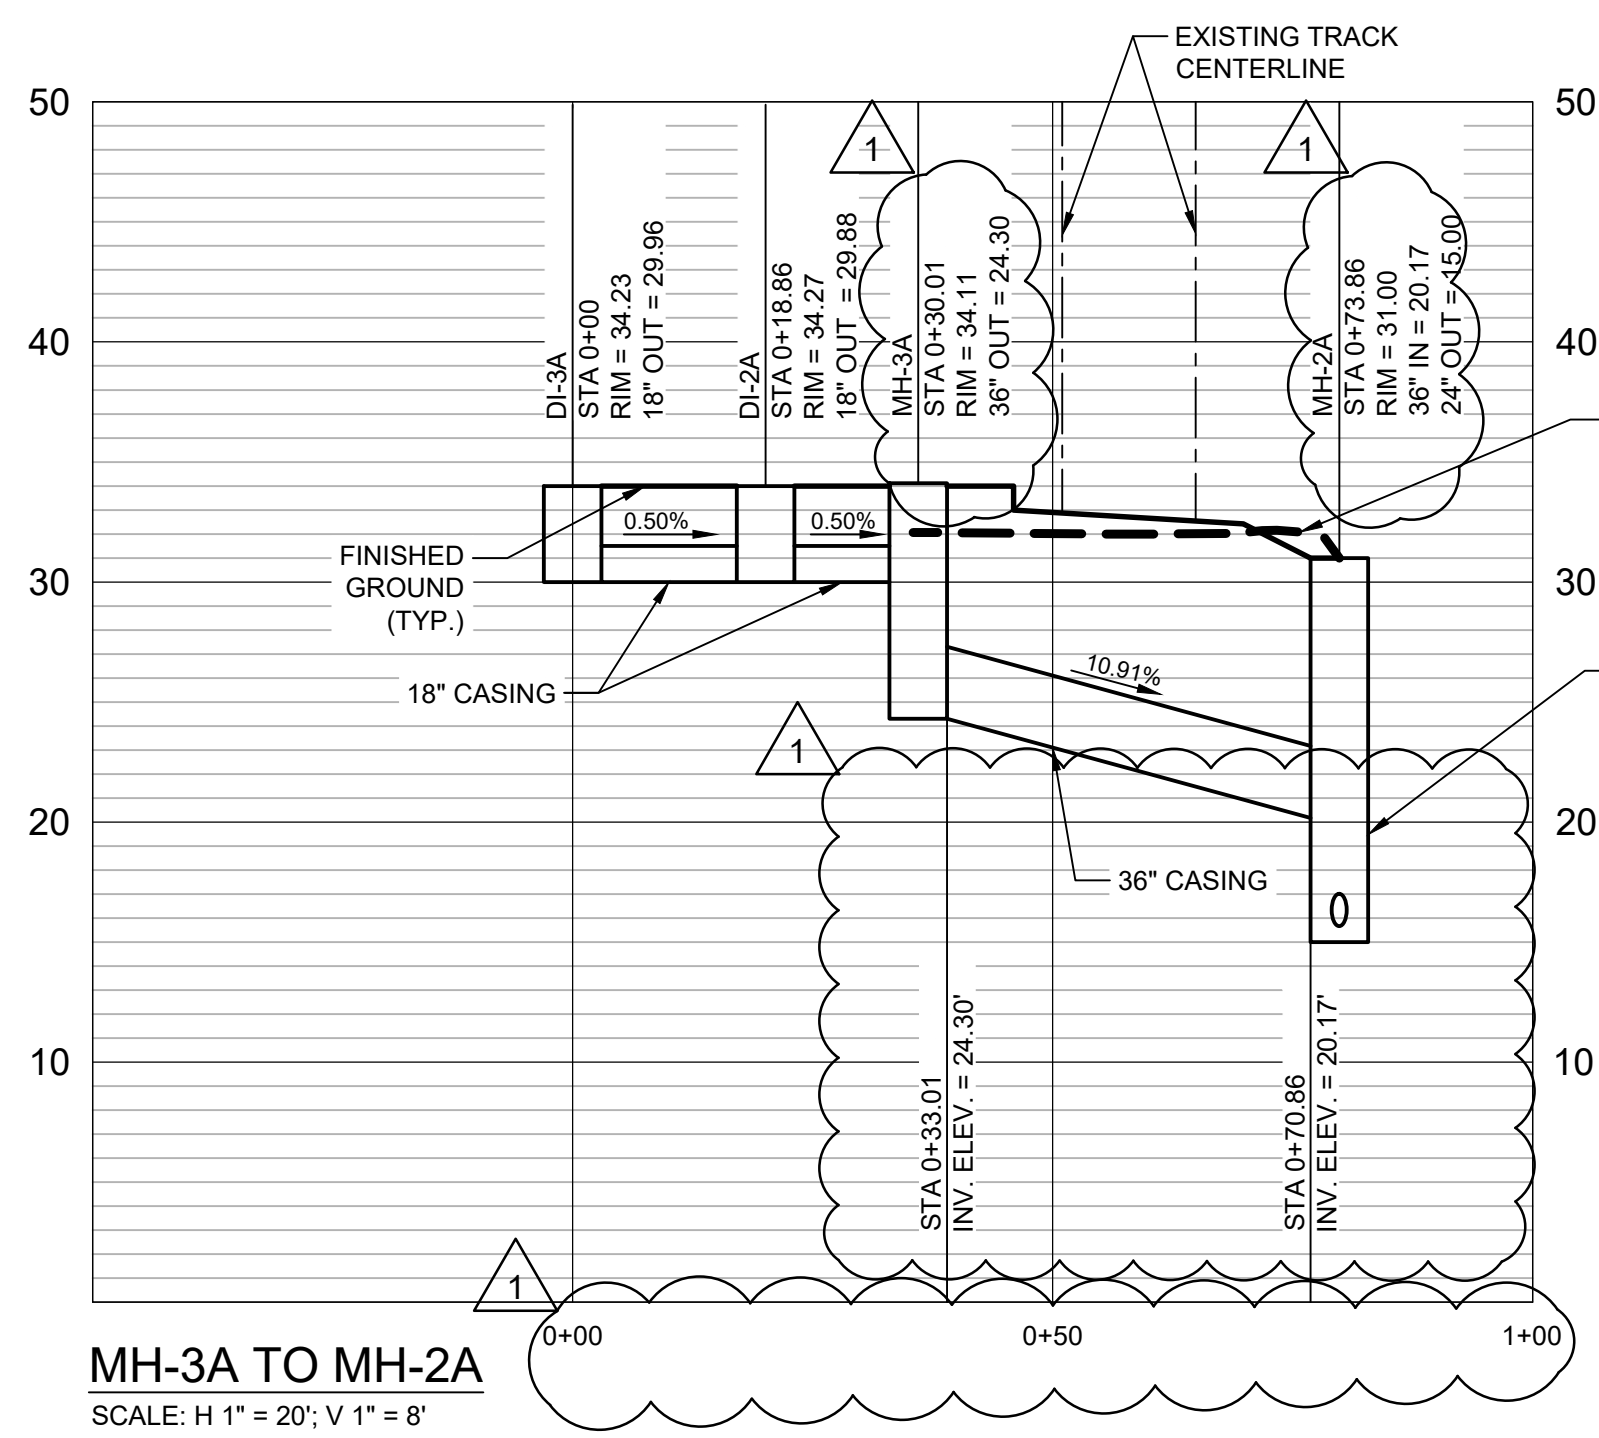 EXISTING TRACK
CENTERLINE
50
50
1
1
DI-3A
STA 0+00
RIM = 34.23
18" OUT = 29.96
DI-2A
STA 0+18.86
RIM = 34.27
18" OUT = 29.88
MH-3A
STA 0+30.01
RIM = 34.11
36" OUT = 24.30
MH-2A
STA 0+73.86
RIM = 31.00
36" IN = 20.17
24" OUT = 15.00
40
40
0.50%
0.50%
FINISHED
GROUND
(TYP.)
30
30
10.91%
18" CASING
1
20
20
36" CASING
STA 0+33.01
INV. ELEV. = 24.30'
STA 0+70.86
INV. ELEV. = 20.17'
10
10
1
0+00
0+50
1+00
MH-3A TO MH-2A
SCALE: H 1" = 20'; V 1" = 8'